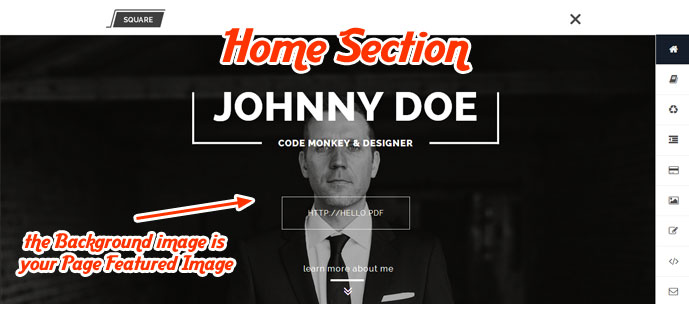 SQUARE
Home Section
JOHNNY DOE
CODE MONKEY & DESIGNER
HTTP://HELLO.PDF
the Background image is
your Page Featured Image
learn more about me